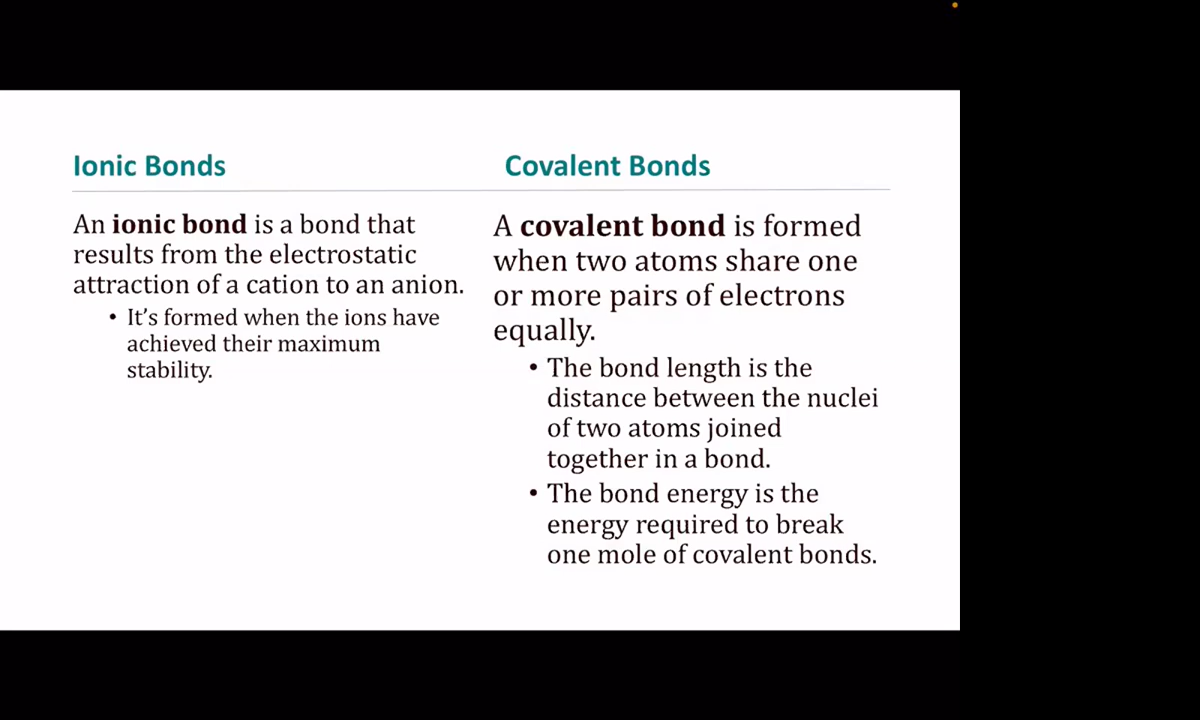 Ionic Bonds
An ionic bond is a bond that
results from the electrostatic
attraction of a cation to an anion.
• It’s formed when the ions have
achieved their maximum
stability.
Covalent Bonds
A covalent bond is formed
when two atoms share one
or more pairs of electrons
equally.
• The bond length is the
distance between the nuclei
of two atoms joined
together in a bond.
• The bond energy is the
energy required to break
one mole of covalent bonds.